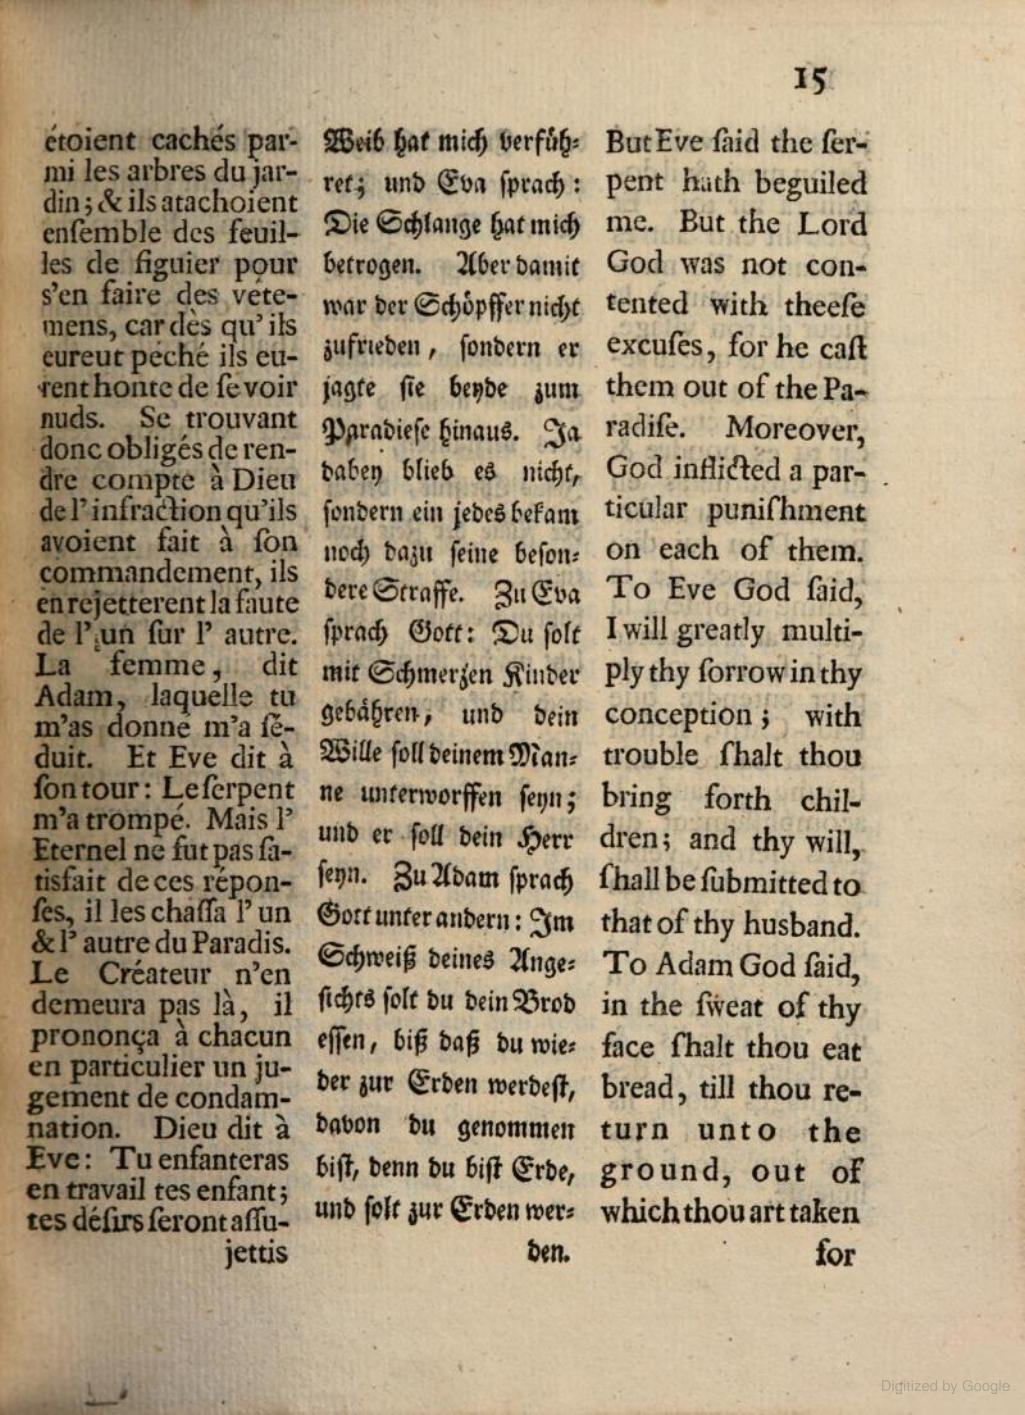 15
étoient cachés par-
mi les arbres du jar-
din; & ils atachoient
enſemble des feuil-
les de figuier pour
s'en faire des vête-
mens, car dès qu' ils
eureut péché ils eu-
rent honte de ſe voir
nuds. Se trouvant
donc obligés de ren-
dre compte à Dieu
de l' infraction qu'ils
avoient fait à ſon
commandement, ils
en rejetterent la faute
de l' un ſur l' autre.
La femme, dit
Adam, laquelle tu
m'as donné m'a ſé-
duit. Et Eve dit à
ſon tour: Le ſerpent
m'a trompé. Mais l'
Eternel ne fut pas ſa-
tisfait de ces répon-
ſes, il les chaſſa l' un
& l' autre du Paradis.
Le Créateur n'en
demeura pas là, il
prononça à chacun
en particulier un ju-
gement de condam-
nation. Dieu dit à
Eve: Tu enfanteras
en travail tes enfant;
tes déſirs ſeront aſſu-
jettis
Weib hat mich verfüh-
ret; und Eva ſprach:
Die Schlange hat mich
betrogen. Aber damit
war der Schöpffer nicht
zufrieden, ſondern er
jagte ſie beyde zum
Paradieſe hinaus. Ja
dabey blieb es nicht,
ſondern ein jedes bekam
noch dazu ſeine beſon-
dere Straffe. Zu Eva
ſprach Gott: Du ſolt
mit Schmerzen Kinder
gebähren, und dein
Wille ſoll deinem Man-
ne unterworffen ſeyn;
und er ſoll dein Herr
ſeyn. Zu Adam ſprach
Gott unter andern: Im
Schweiß deines Ange-
ſichts ſolt du dein Brod
eſſen, biß daß du wie-
der zur Erden werdeſt,
davon du genommen
biſt, denn du biſt Erde,
und ſolt zur Erden wer-
den.
But Eve ſaid the ſer-
pent hath beguiled
me. But the Lord
God was not con-
tented with theeſe
excuſes, for he caſt
them out of the Pa-
radiſe. Moreover,
God inflicted a par-
ticular puniſhment
on each of them.
To Eve God ſaid,
I will greatly multi-
ply thy ſorrow in thy
conception; with
trouble ſhalt thou
bring forth chil-
dren; and thy will,
ſhall be ſubmitted to
that of thy husband.
To Adam God ſaid,
in the ſweat of thy
face ſhalt thou eat
bread, till thou re-
turn unto the
ground, out of
which thou art taken
for
Digitized by Google